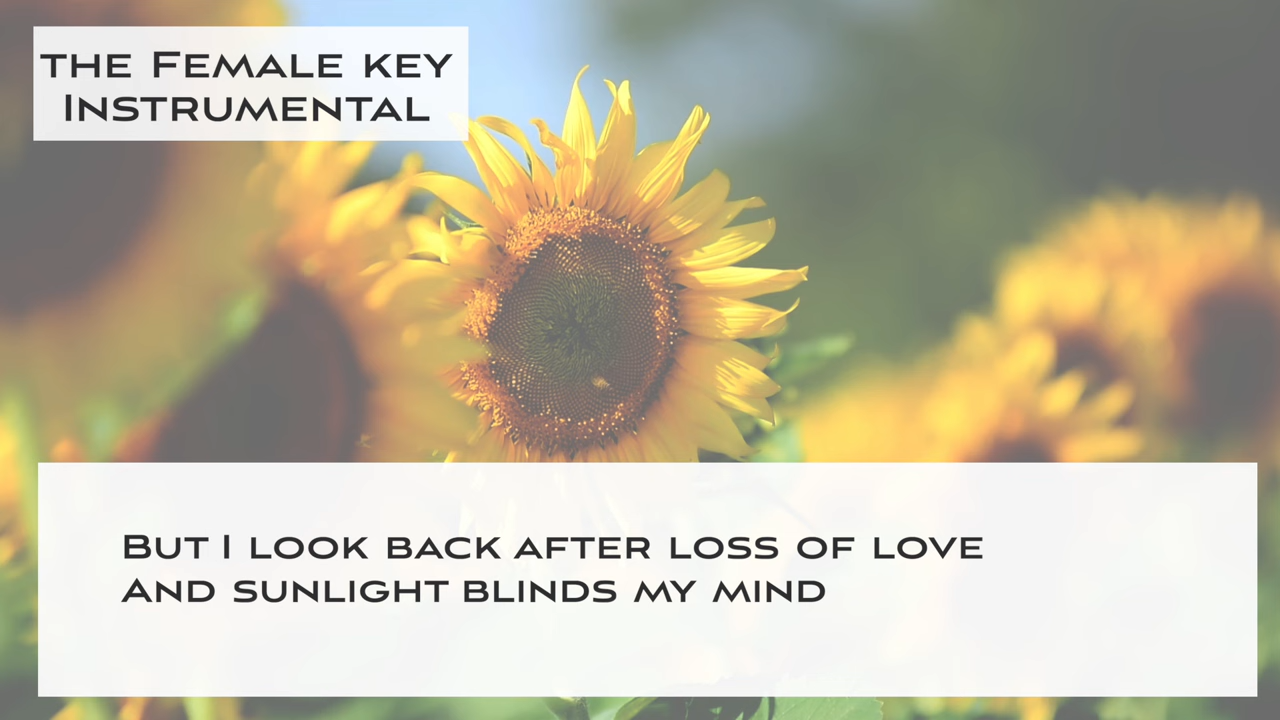 THE FEMALE KEY
INSTRUMENTAL
BUT I LOOK BACK AFTER LOSS OF LOVE
AND SUNLIGHT BLINDS MY MIND